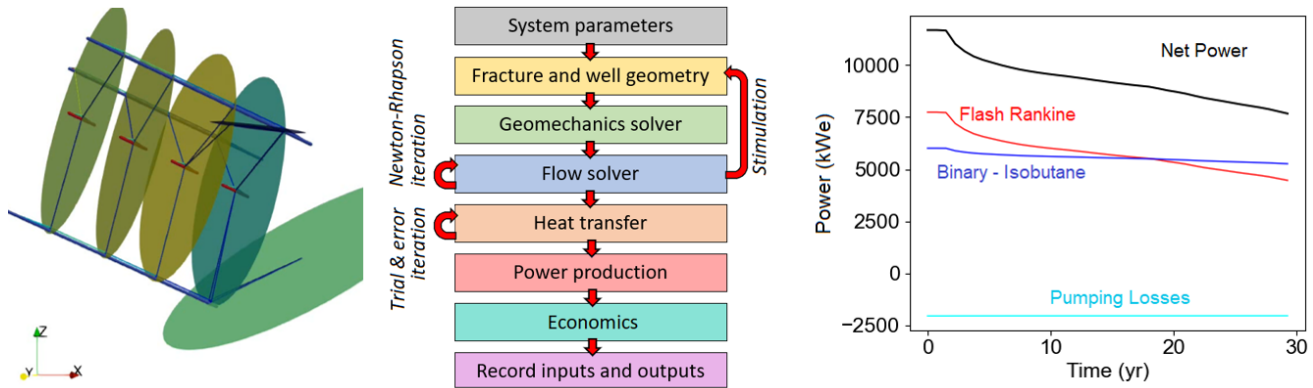 Z
Y
X
System parameters
Fracture and well geometry
Geomechanics solver
Flow solver
Heat transfer
Power production
Economics
Record inputs and outputs
Newton-Rhapson
iteration
Trial & error
iteration
Stimulation
Power (kWe)
10000
7500
5000
2500
0
−2500
Net Power
Flash Rankine
Binary - Isobutane
Pumping Losses
0
10
20
30
Time (yr)